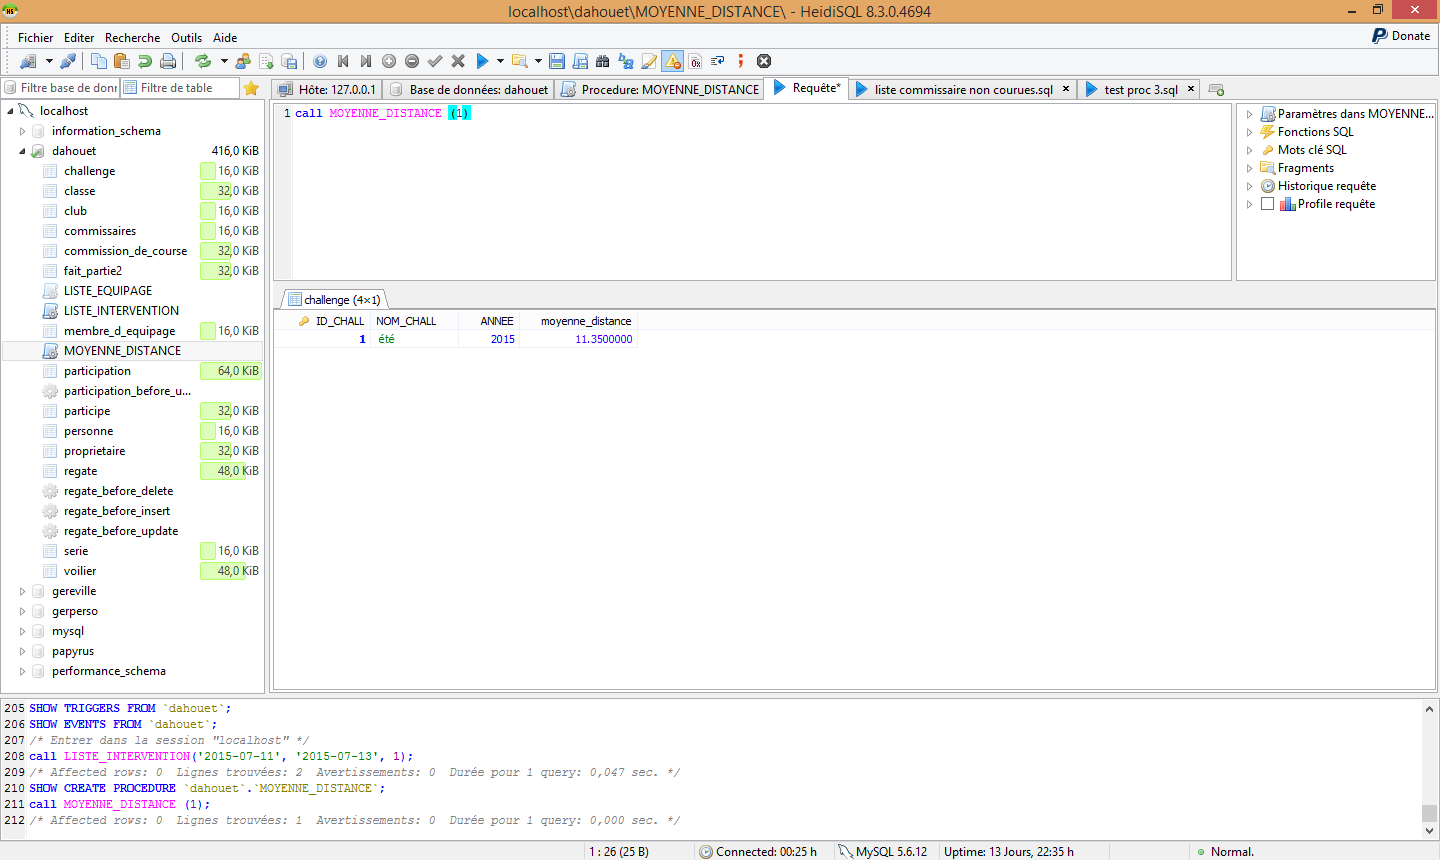 localhost\dahouet\MOYENNE_DISTANCE\ - HeidiSQL 8.3.0.4694
Fichier Editer Recherche Outils Aide
Donate
Filtre base de donn Filtre de table
Hôte: 127.0.0.1 Base de données: dahouet Procedure: MOYENNE_DISTANCE Requête* liste commissaire non courues.sql × test proc 3.sql ×
localhost
information_schema
dahouet 416,0 KiB
challenge 16,0 KiB
classe 32,0 KiB
club 16,0 KiB
commissaires 16,0 KiB
commission_de_course 32,0 KiB
fait_partie2 32,0 KiB
LISTE_EQUIPAGE
LISTE_INTERVENTION
membre_d_equipage 16,0 KiB
MOYENNE_DISTANCE
participation 64,0 KiB
participation_before_u...
participe 32,0 KiB
personne 16,0 KiB
proprietaire 32,0 KiB
regate 48,0 KiB
regate_before_delete
regate_before_insert
regate_before_update
serie 16,0 KiB
voilier 48,0 KiB
gereville
gerperso
mysql
papyrus
performance_schema
1 call MOYENNE_DISTANCE (1)
Paramètres dans MOYENNE...
Fonctions SQL
Mots clé SQL
Fragments
Historique requête
Profile requête
challenge (4×1)
ID_CHALL NOM_CHALL ANNEE moyenne_distance
1 été 2015 11.3500000
205 SHOW TRIGGERS FROM `dahouet`;
206 SHOW EVENTS FROM `dahouet`;
207 /* Entrer dans la session "localhost" */
208 call LISTE_INTERVENTION('2015-07-11', '2015-07-13', 1);
209 /* Affected rows: 0 Lignes trouvées: 2 Avertissements: 0 Durée pour 1 query: 0,047 sec. */
210 SHOW CREATE PROCEDURE `dahouet`.`MOYENNE_DISTANCE`;
211 call MOYENNE_DISTANCE (1);
212 /* Affected rows: 0 Lignes trouvées: 1 Avertissements: 0 Durée pour 1 query: 0,000 sec. */
1 : 26 (25 B) Connected: 00:25 h MySQL 5.6.12 Uptime: 13 Jours, 22:35 h Normal.